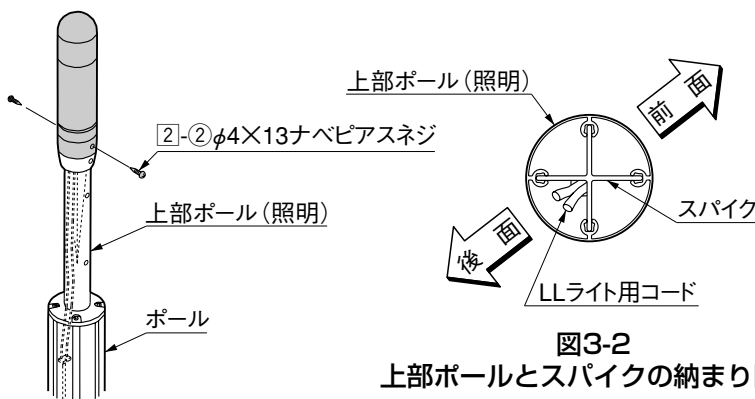 2-②φ4×13ナベピアスネジ
上部ポール（照明）
ポール
上部ポール（照明）
前面
スパイク
後面
LLライト用コード
図3-2
上部ポールとスパイクの納まり